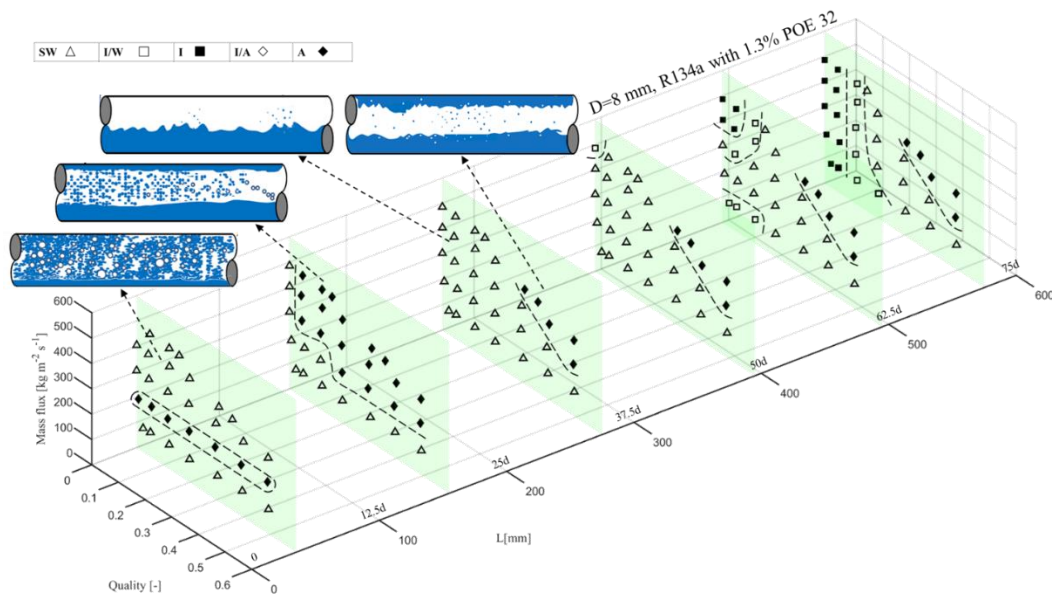 SW △ I/W □ I ■ I/A ◇ A ◆
D=8 mm, R134a with 1.3% POE 32
Mass flux [kg m⁻² s⁻¹]
600
500
400
300
200
100
0
Quality [-]
0
0.1
0.2
0.3
0.4
0.5
0.6
L[mm]
0
100
200
300
400
500
600
0
12.5d
25d
37.5d
50d
62.5d
75d